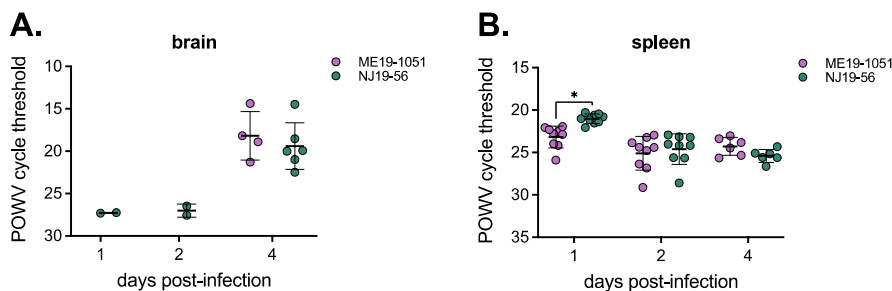 A.
brain
POWV cycle threshold
10
15
20
25
30
1 2 4
days post-infection
ME19-1051
NJ19-56
B.
spleen
POWV cycle threshold
15
20
25
30
35
*
1 2 4
days post-infection
ME19-1051
NJ19-56